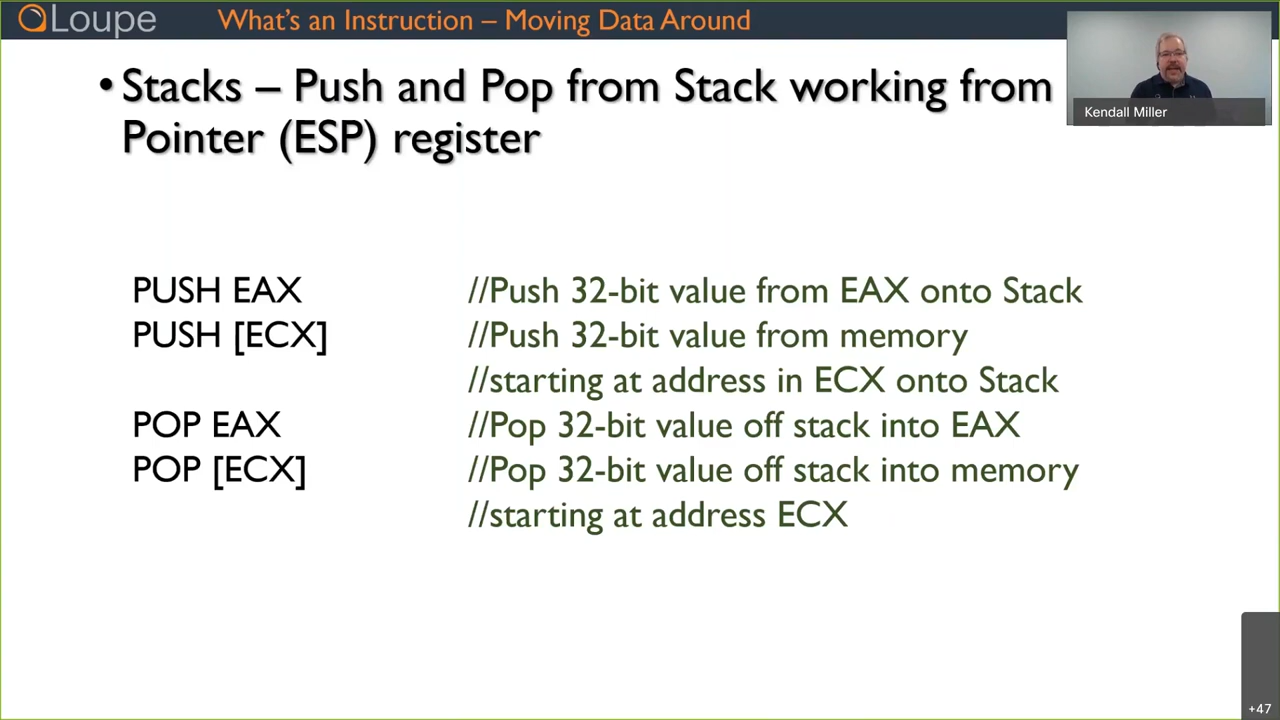 Loupe
What's an Instruction – Moving Data Around
• Stacks – Push and Pop from Stack working from
Pointer (ESP) register
Kendall Miller
PUSH EAX //Push 32-bit value from EAX onto Stack
PUSH [ECX] //Push 32-bit value from memory
//starting at address in ECX onto Stack
POP EAX //Pop 32-bit value off stack into EAX
POP [ECX] //Pop 32-bit value off stack into memory
//starting at address ECX
+47